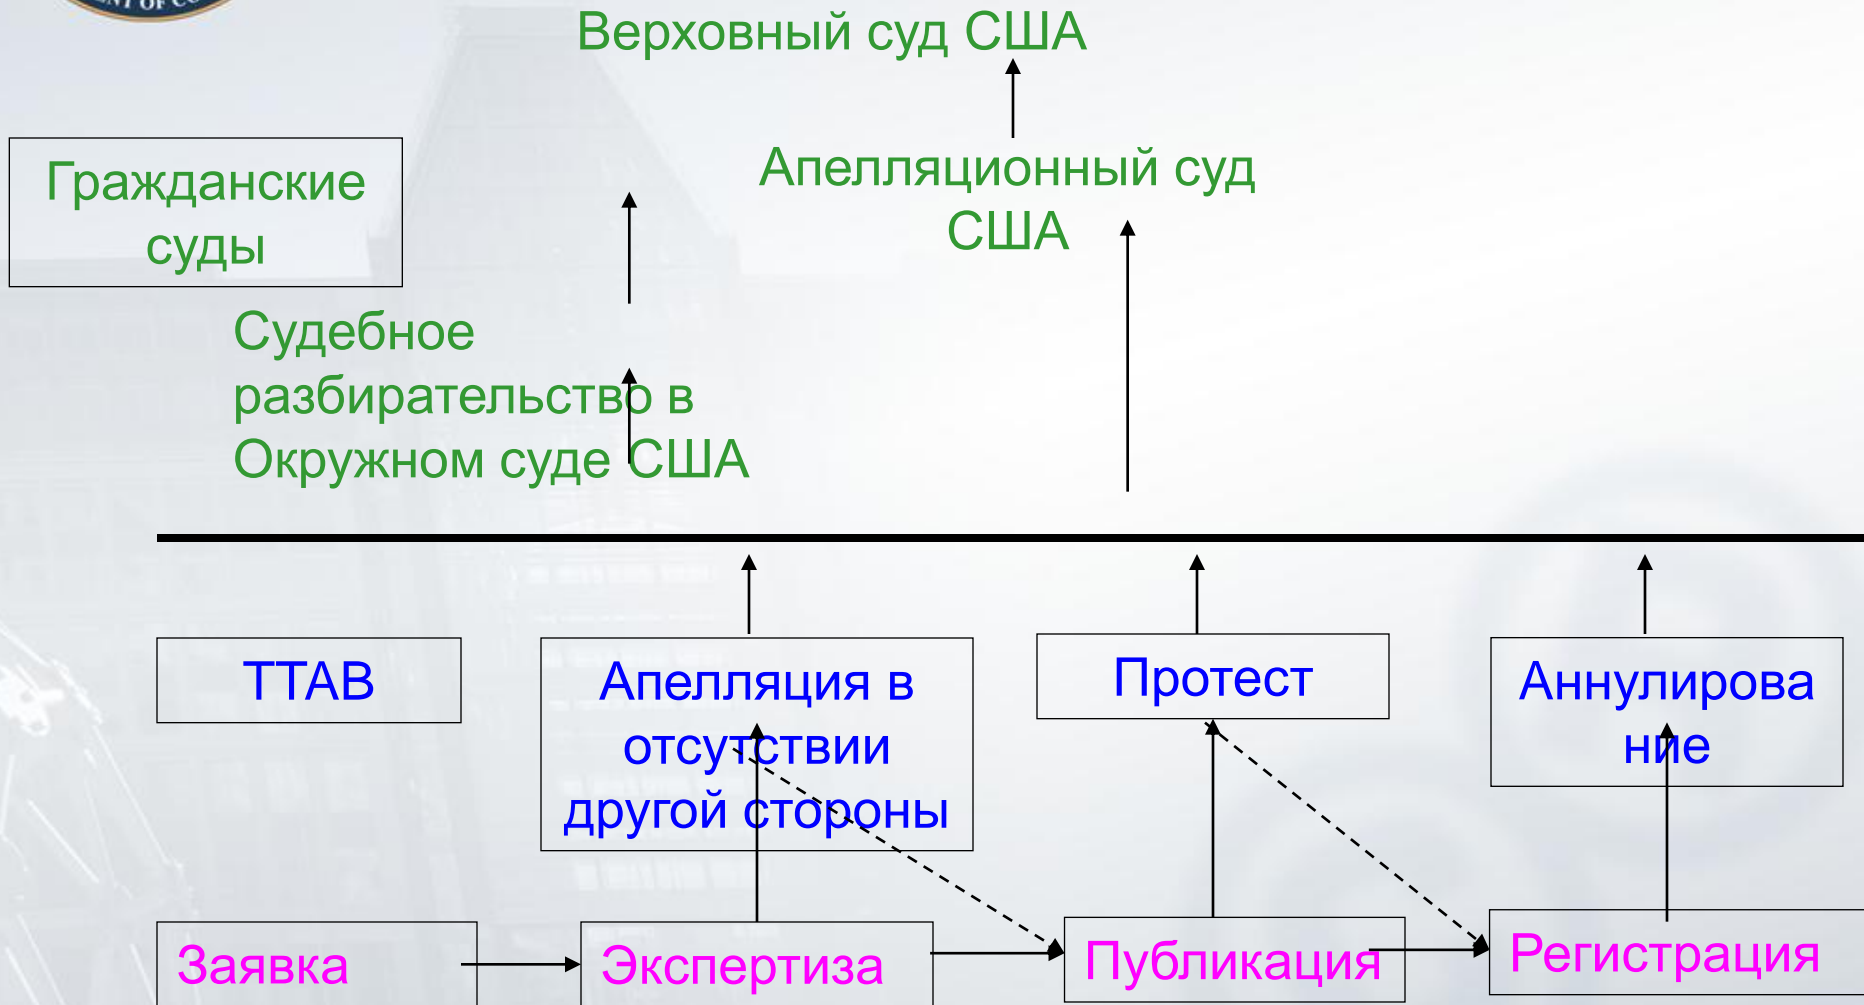 Верховный суд США
Гражданские
суды
Апелляционный суд
США
Судебное
разбирательство в
Окружном суде США
TTAB
Апелляция в
отсутствии
другой стороны
Протест
Аннулирова
ние
Заявка
Экспертиза
Публикация
Регистрация